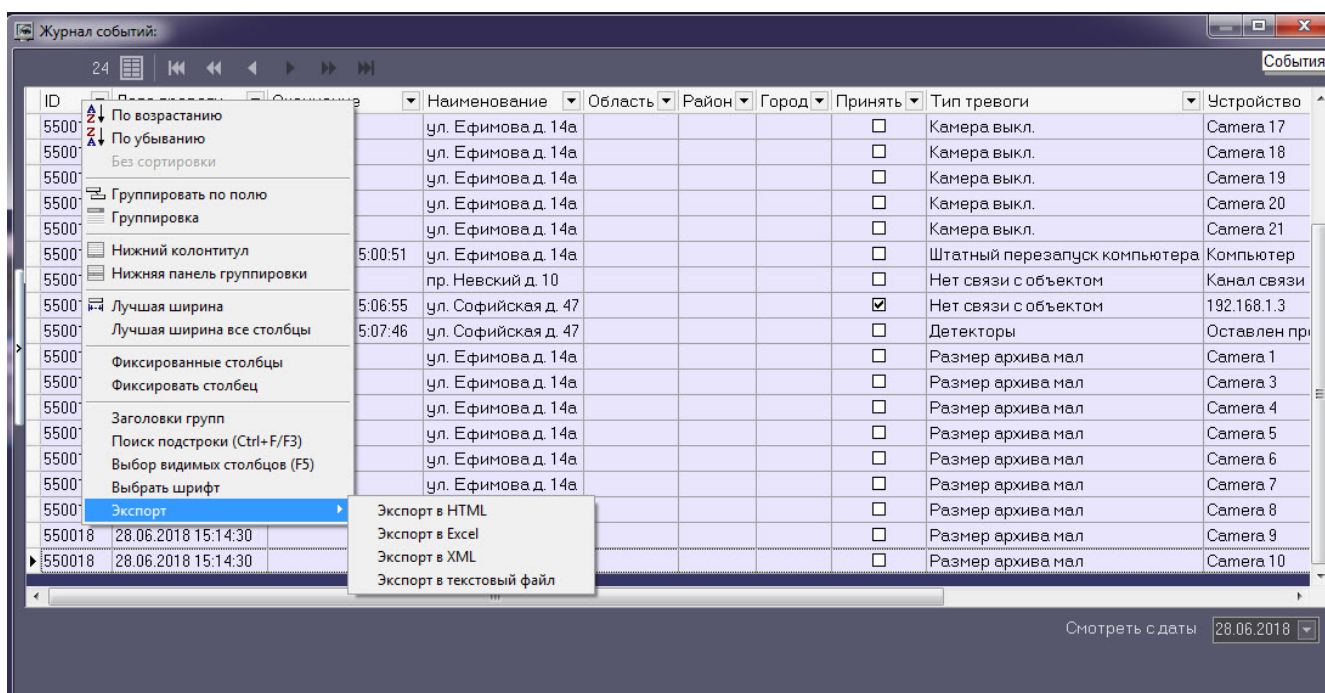 Журнал событий:
24
События
ID Наименование Область Район Город Принять Тип тревоги Устройство
ул. Ефимова д. 14а Камера выкл. Camera 17
ул. Ефимова д. 14а Камера выкл. Camera 18
ул. Ефимова д. 14а Камера выкл. Camera 19
ул. Ефимова д. 14а Камера выкл. Camera 20
ул. Ефимова д. 14а Камера выкл. Camera 21
5:00:51 ул. Ефимова д. 14а Штатный перезапуск компьютера Компьютер
пр. Невский д. 10 Нет связи с объектом Канал связи
5:06:55 ул. Софийская д. 47 Нет связи с объектом 192.168.1.3
5:07:46 ул. Софийская д. 47 Детекторы Оставлен
ул. Ефимова д. 14а Размер архива мал Camera 1
ул. Ефимова д. 14а Размер архива мал Camera 3
ул. Ефимова д. 14а Размер архива мал Camera 4
ул. Ефимова д. 14а Размер архива мал Camera 5
ул. Ефимова д. 14а Размер архива мал Camera 6
ул. Ефимова д. 14а Размер архива мал Camera 7
Размер архива мал Camera 8
550018 28.06.2018 15:14:30 Размер архива мал Camera 9
550018 28.06.2018 15:14:30 Размер архива мал Camera 10
По возрастанию
По убыванию
Без сортировки
Группировать по полю
Группировка
Нижний колонтитул
Нижняя панель группировки
Лучшая ширина
Лучшая ширина все столбцы
Фиксированные столбцы
Фиксировать столбец
Заголовки групп
Поиск подстроки (Ctrl+F/F3)
Выбор видимых столбцов (F5)
Выбрать шрифт
Экспорт
Экспорт в HTML
Экспорт в Excel
Экспорт в XML
Экспорт в текстовый файл
Смотреть с даты 28.06.2018